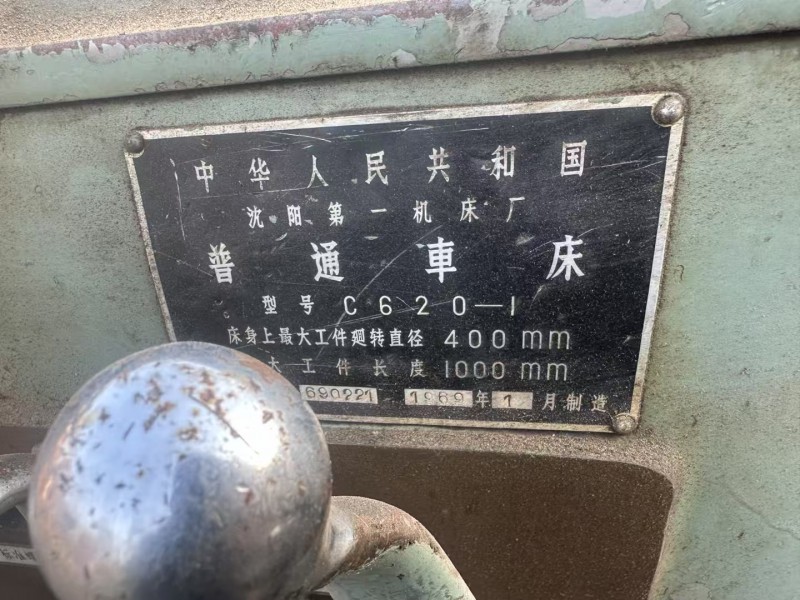 中华人民共和国
沈阳第一机床厂
普通車床
型号 C620—1
床身上最大工件廻转直径 400mm
大工件长度 1000mm
690221 1969年1月制造